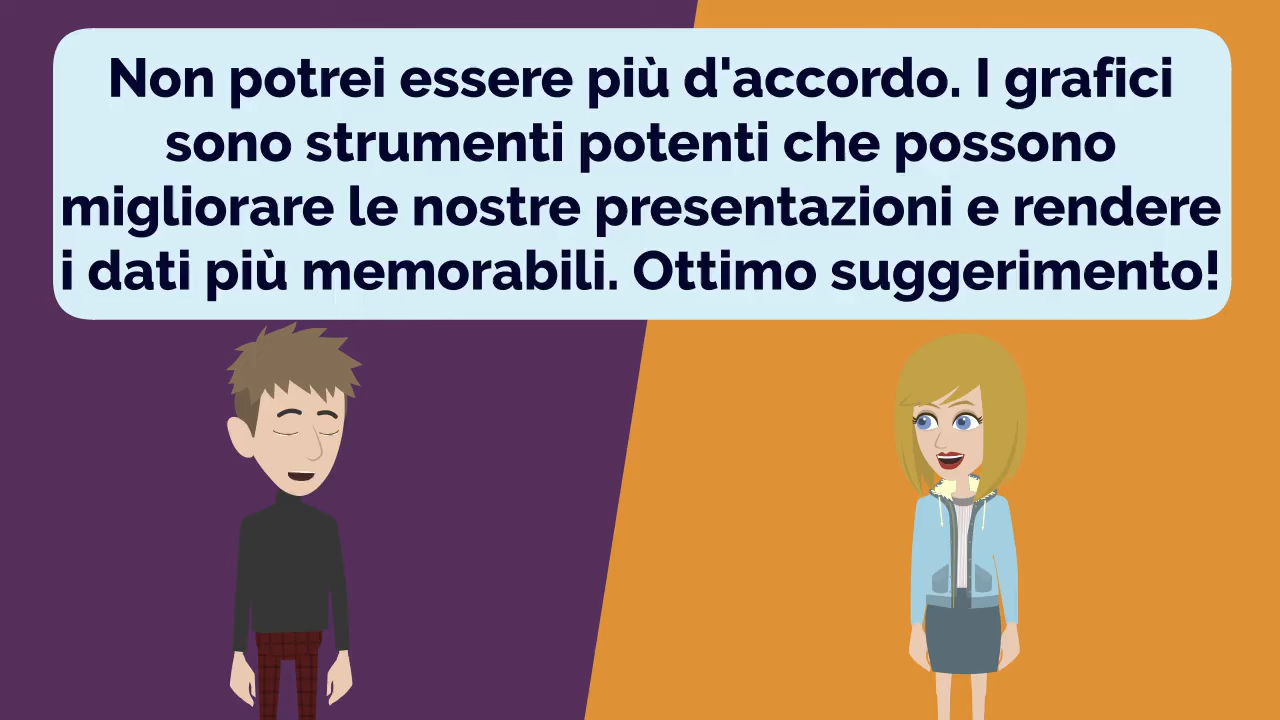 Non potrei essere più d'accordo. I grafici
sono strumenti potenti che possono
migliorare le nostre presentazioni e rendere
i dati più memorabili. Ottimo suggerimento!